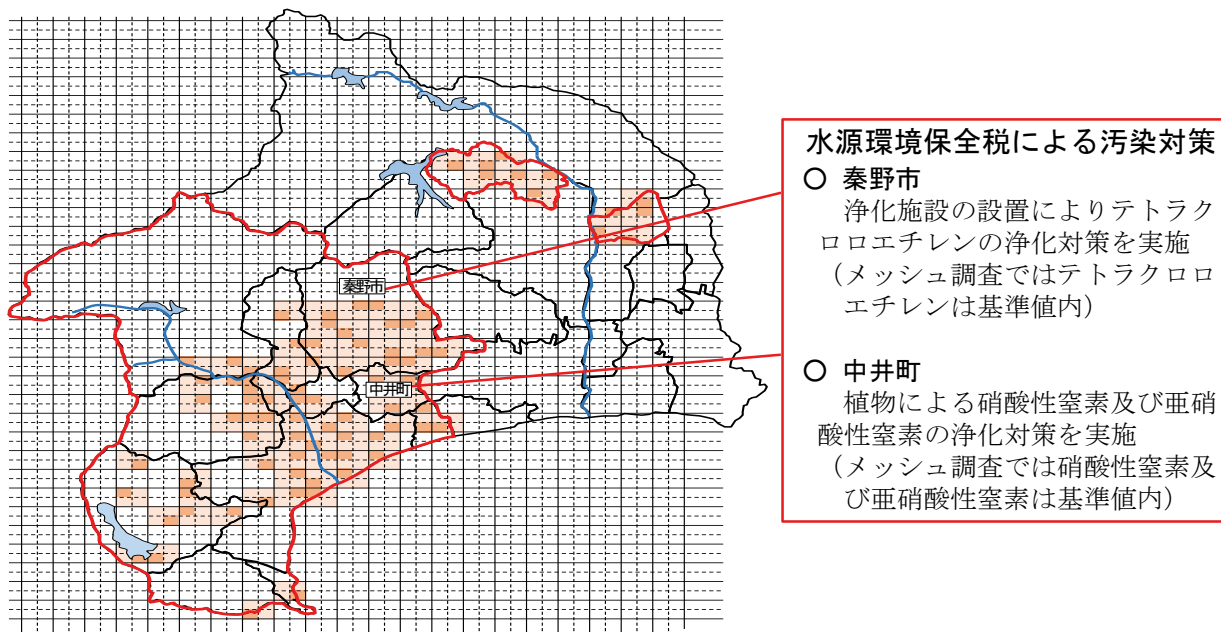 水源環境保全税による汚染対策
○ 秦野市
浄化施設の設置によりテトラク
ロロエチレンの浄化対策を実施
（メッシュ調査ではテトラクロロ
エチレンは基準値内）
○ 中井町
植物による硝酸性窒素及び亜硝
酸性窒素の浄化対策を実施
（メッシュ調査では硝酸性窒素及
び亜硝酸性窒素は基準値内）
秦野市
中井町